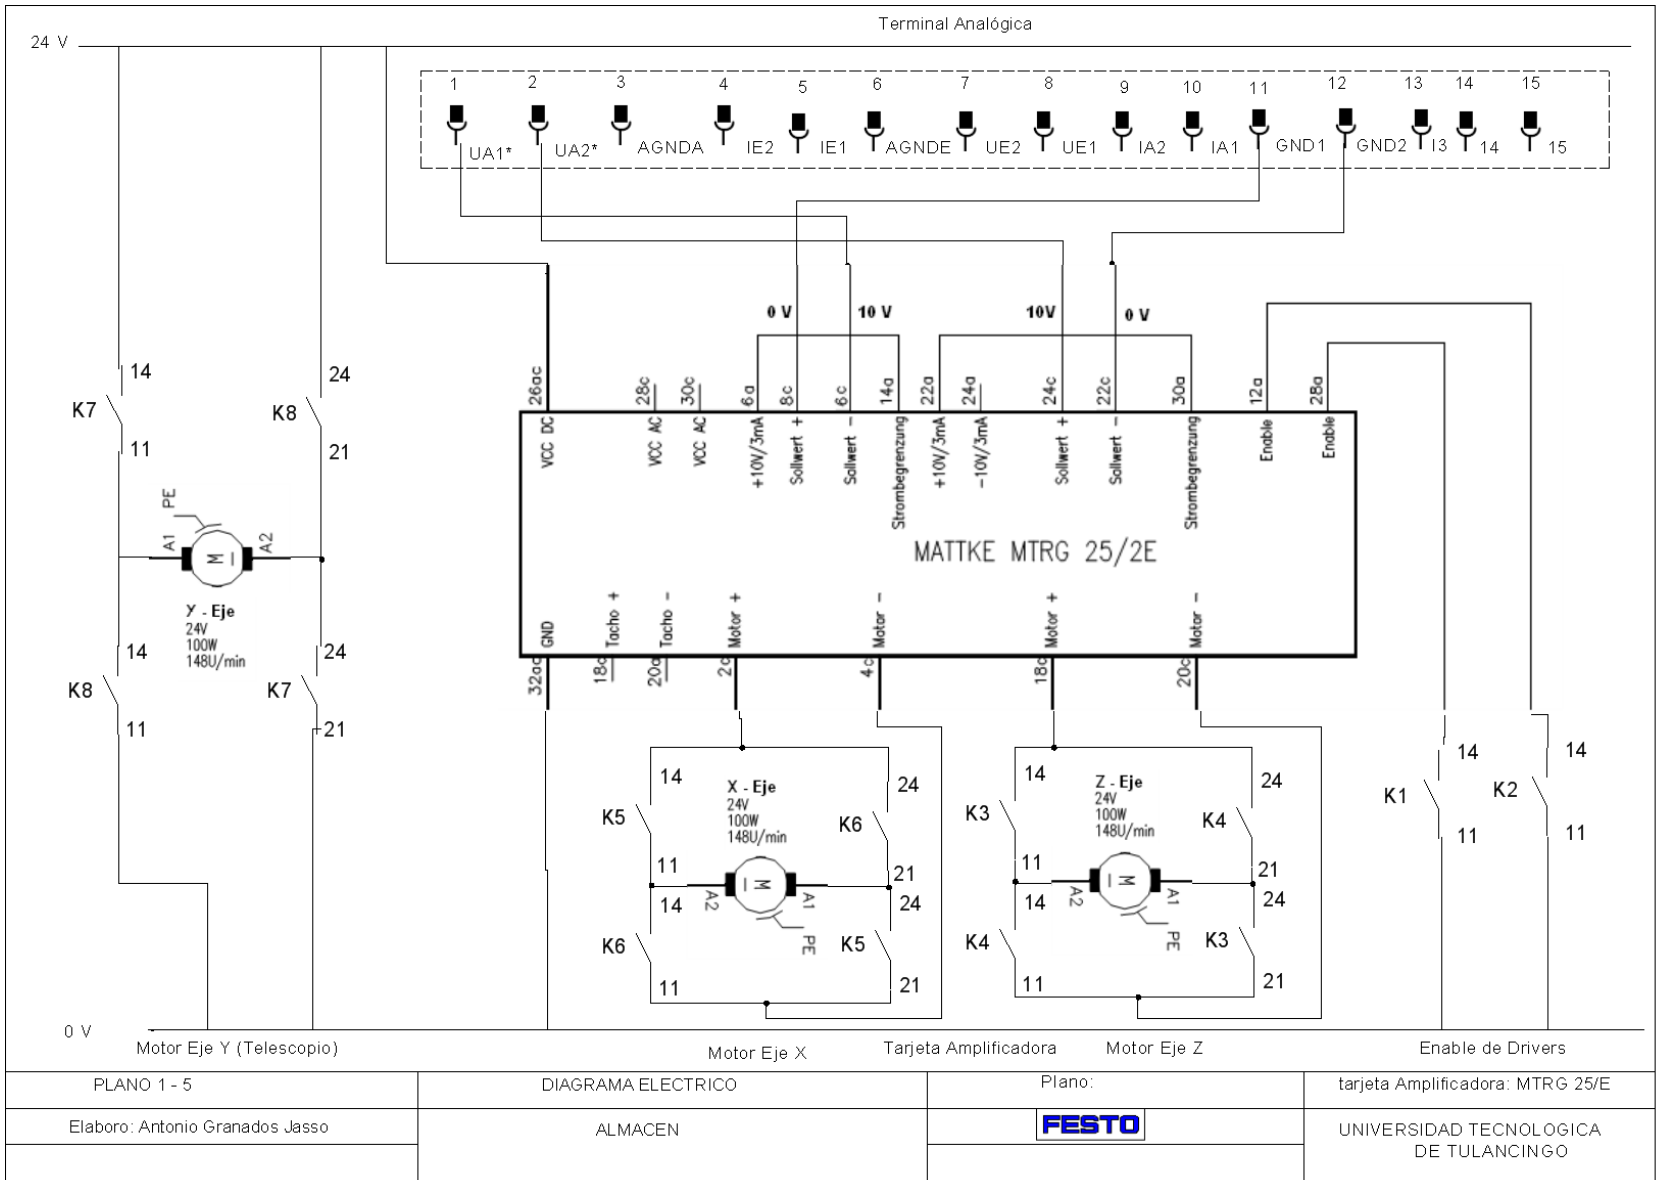 Terminal Analógica
24 V
1 2 3 4 5 6 7 8 9 10 11 12 13 14 15
UA1* UA2* AGNDA IE2 IE1 AGNDE UE2 UE1 IA2 IA1 GND1 GND2 I3 14 15
0 V 10 V 10V 0 V
26ac 28c 30c 6a 8c 6c 14a 22a 24a 24c 22c 30a 12a 28a
VCC DC
VCC AC
VCC AC
+10V/3mA
Sollwert +
Sollwert -
Strombegrenzung
+10V/3mA
-10V/3mA
Sollwert +
Sollwert -
Strombegrenzung
Enable
Enable
MATTKE MTRG 25/2E
GND
Tacho +
Tacho -
Motor +
Motor -
Motor +
Motor -
32ac 18c 20a 2c 4c 18c 20c
14 24
K7 K8
11 21
PE
A1 M A2
Y - Eje
24V
100W
148U/min
14 24
K8 K7
11 21
14 24
X - Eje
24V
100W
148U/min
K5 K6
11 21
A2 M A1
PE
14 24
K6 K5
11 21
14 24
Z - Eje
24V
100W
148U/min
K3 K4
11 21
A2 M A1
PE
14 24
K4 K3
11 21
14 14
K1 K2
11 11
0 V
Motor Eje Y (Telescopio)
Motor Eje X
Tarjeta Amplificadora
Motor Eje Z
Enable de Drivers
PLANO 1 - 5
DIAGRAMA ELECTRICO
Plano:
tarjeta Amplificadora: MTRG 25/E
Elaboro: Antonio Granados Jasso
ALMACEN
FESTO
UNIVERSIDAD TECNOLOGICA
DE TULANCINGO